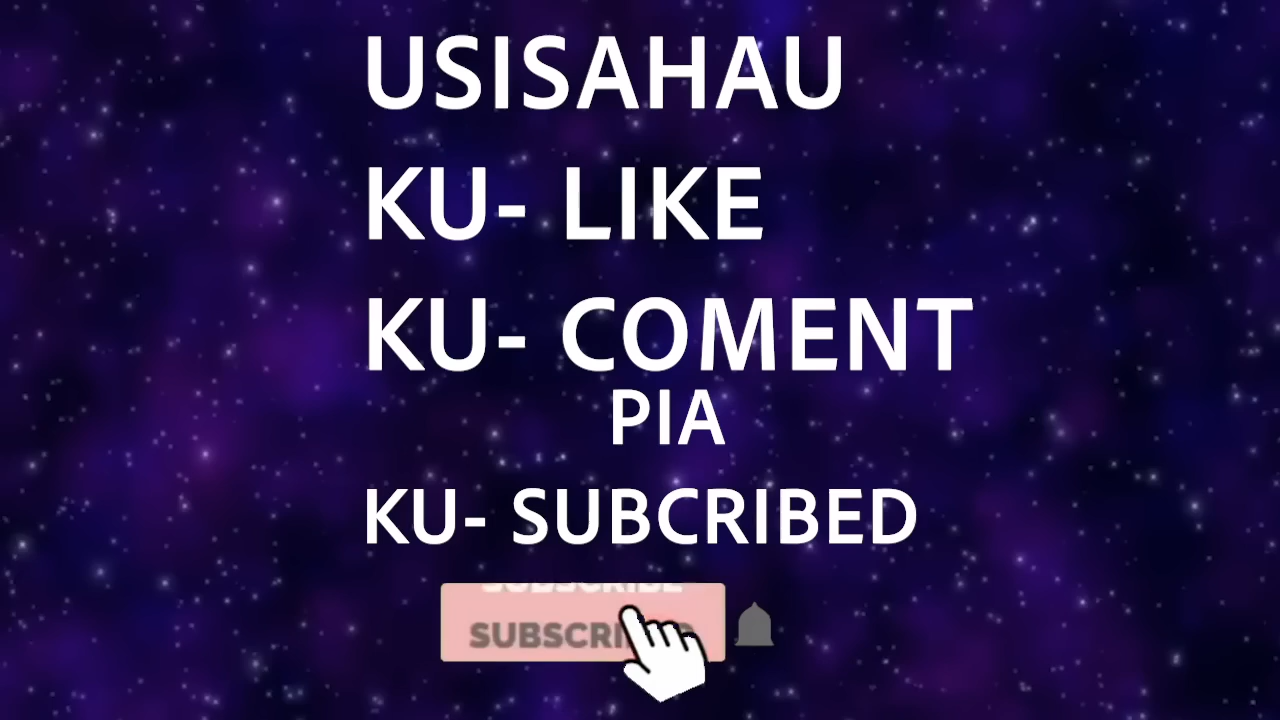 USISAHAU
KU- LIKE
KU- COMENT
PIA
KU- SUBCRIBED